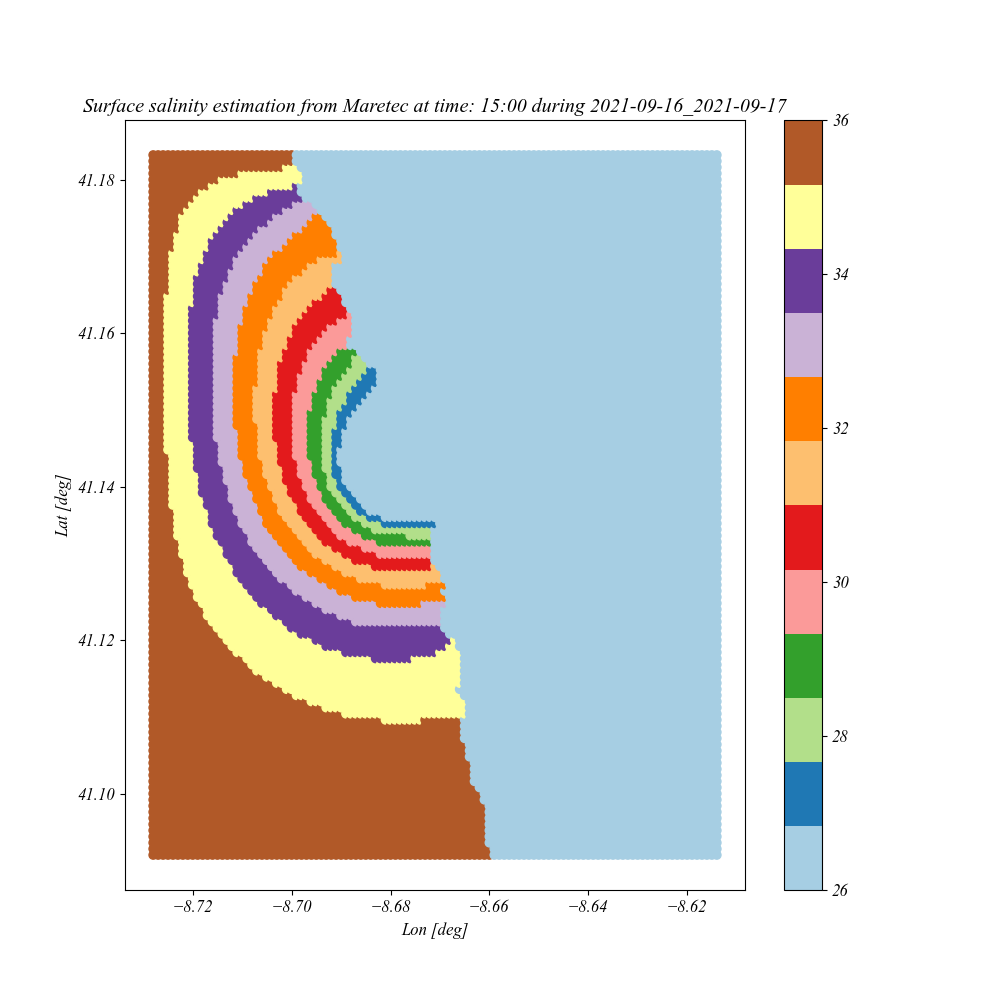 Surface salinity estimation from Maretec at time: 15:00 during 2021-09-16_2021-09-17
36
41.18
34
41.16
32
41.14
Lat [deg]
30
41.12
28
41.10
26
−8.72 −8.70 −8.68 −8.66 −8.64 −8.62
Lon [deg]